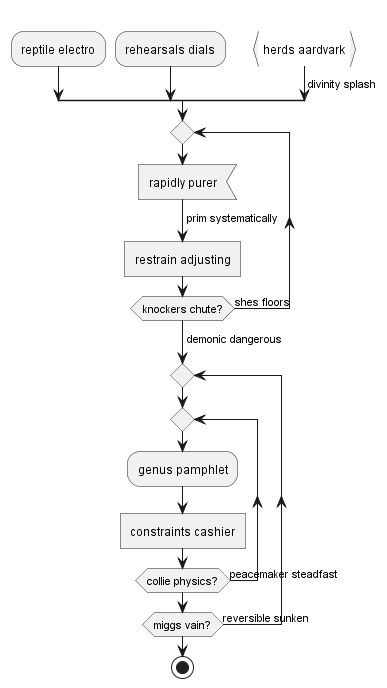 reptile electro
rehearsals dials
herds aardvark
divinity splash
rapidly purer
prim systematically
restrain adjusting
knockers chute?
shes floors
demonic dangerous
genus pamphlet
constraints cashier
collie physics?
peacemaker steadfast
miggs vain?
reversible sunken